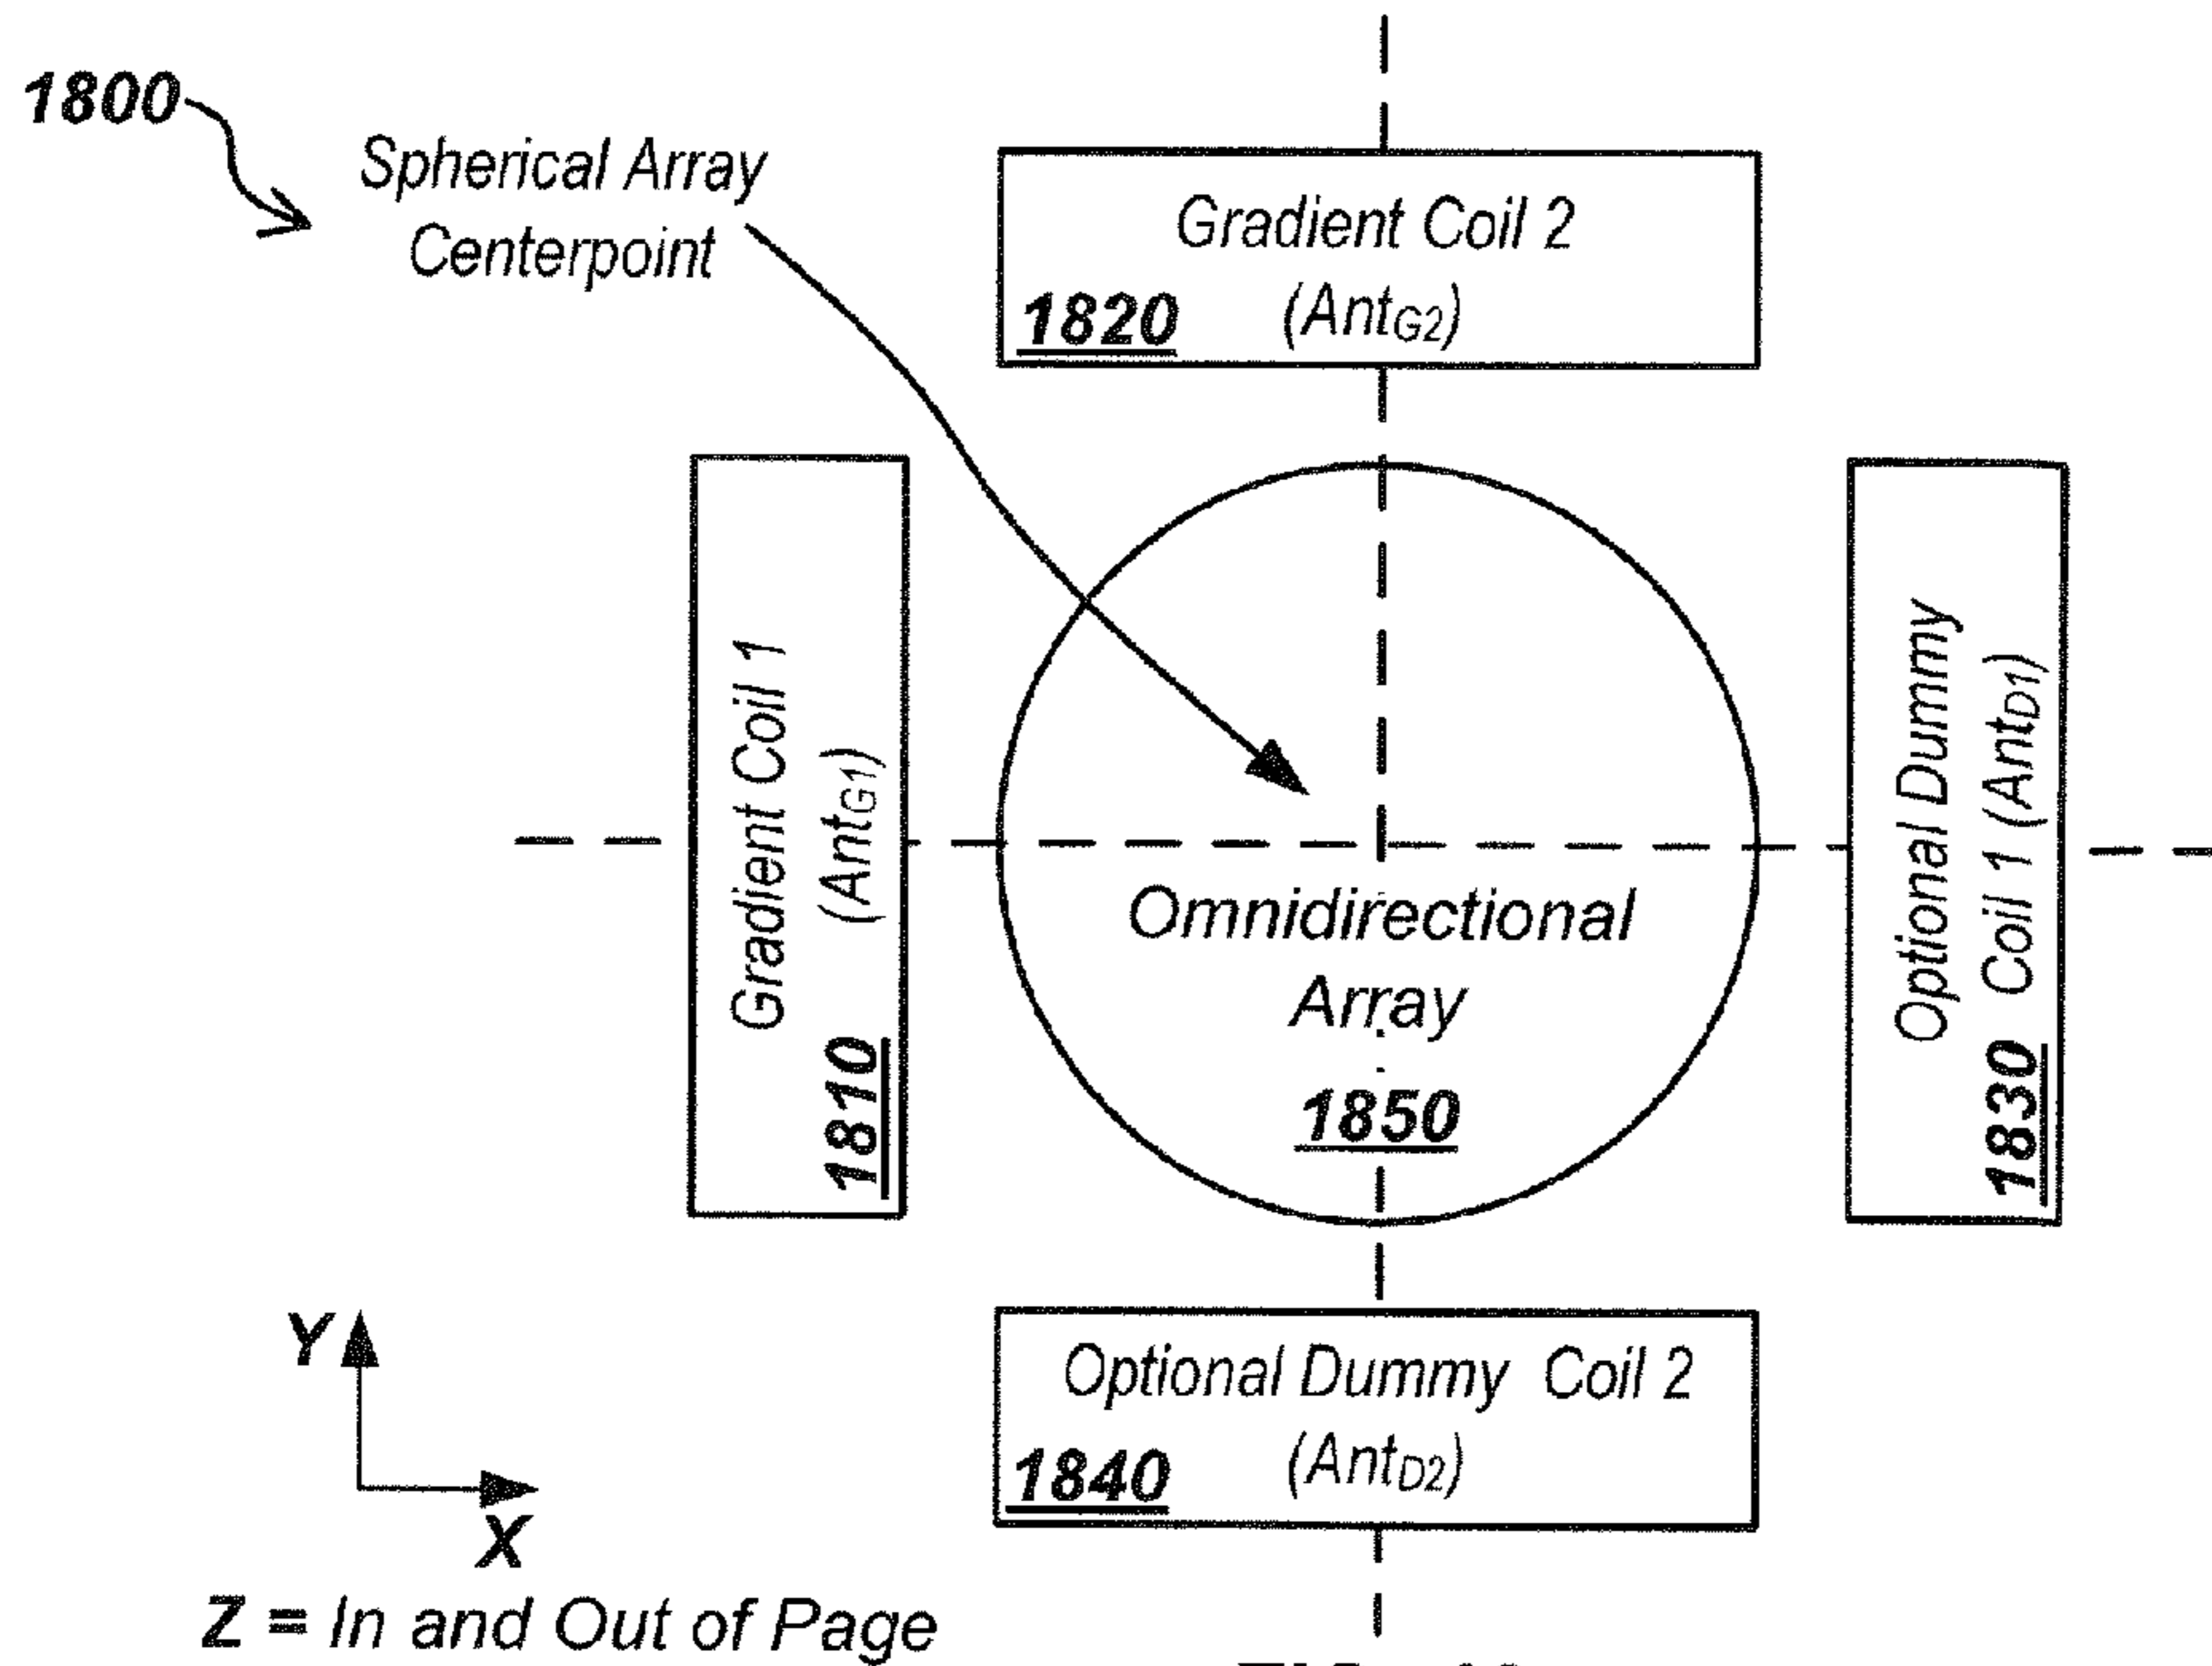 1800
Spherical Array
Centerpoint
Gradient Coil 2
1820 (AntG2)
Gradient Coil 1
1810 (AntG1)
Optional Dummy
1830 Coil 1 (AntD1)
Omnidirectional
Array
1850
Optional Dummy Coil 2
1840 (AntD2)
Y
X
Z = In and Out of Page